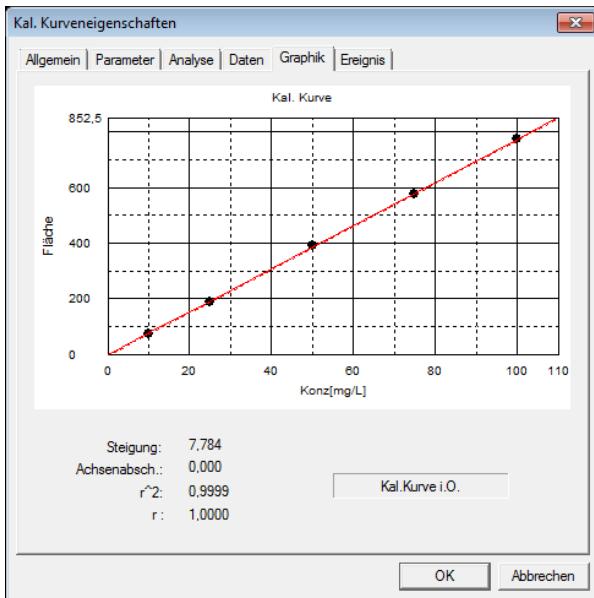 Kal. Kurveneigenschaften
Allgemein Parameter Analyse Daten Graphik Ereignis
Kal. Kurve
852,5
600
400
200
0
Fläche
0 20 40 60 80 100 110
Konz[mg/L]
Steigung: 7,784
Achsenabsch.: 0,000
r^2: 0,9999
r : 1,0000
Kal.Kurve i.O.
OK Abbrechen